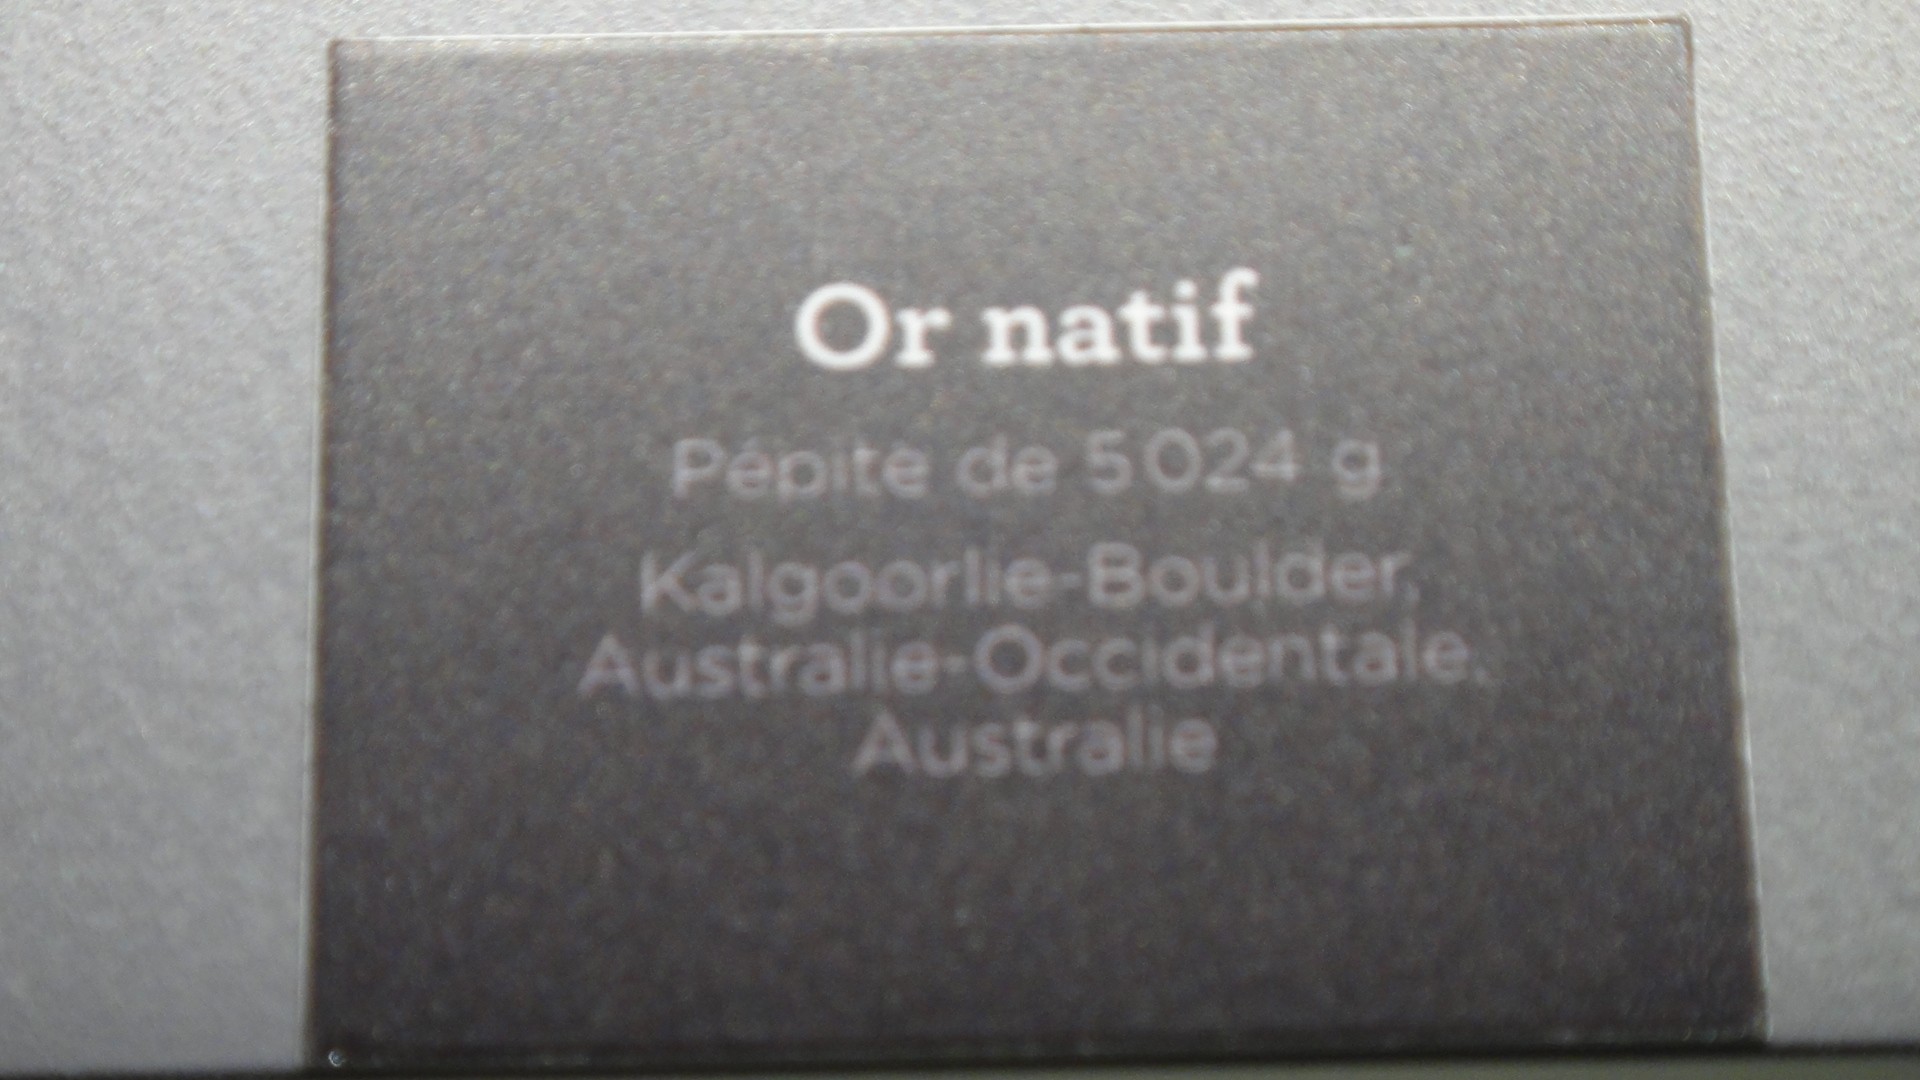 Or natif
Pépite de 5 024 g
Kalgoorlie-Boulder,
Australie-Occidentale,
Australie